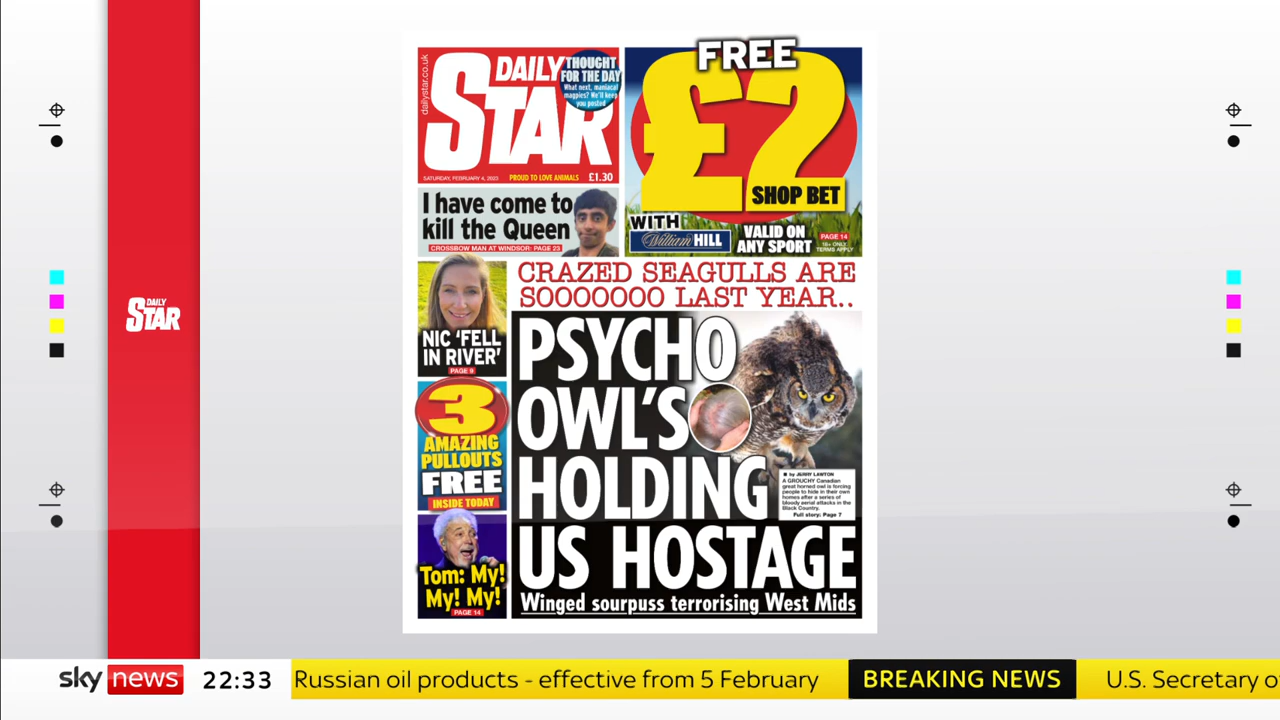 dailystar.co.uk
DAILY
STAR
THOUGHT
FOR THE DAY
What next, maniacal
magpies? We'll keep
you posted
SATURDAY, FEBRUARY 4, 2023
PROUD TO LOVE ANIMALS
£1.30
FREE
£2
SHOP BET
WITH
William HILL
VALID ON
ANY SPORT
PAGE 14
18+ ONLY
TERMS APPLY
I have come to
kill the Queen
CROSSBOW MAN AT WINDSOR: PAGE 23
NIC 'FELL
IN RIVER'
PAGE 9
3
AMAZING
PULLOUTS
FREE
INSIDE TODAY
Tom: My!
My! My!
PAGE 14
CRAZED SEAGULLS ARE
SOOOOOOO LAST YEAR..
PSYCHO
OWL'S
HOLDING
US HOSTAGE
by JERRY LAWTON
A GROUCHY Canadian
great horned owl is forcing
people to hide in their own
homes after a series of
bloody aerial attacks in the
Black Country.
Full story: Page 7
Winged sourpuss terrorising West Mids
DAILY
STAR
sky news 22:33 Russian oil products - effective from 5 February BREAKING NEWS U.S. Secretary o